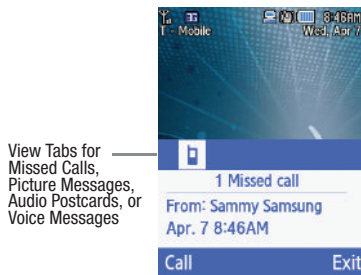 3G 8:46AM
T - Mobile Wed, Apr 7
View Tabs for
Missed Calls,
Picture Messages,
Audio Postcards, or
Voice Messages
1 Missed call
From: Sammy Samsung
Apr. 7 8:46AM
Call Exit